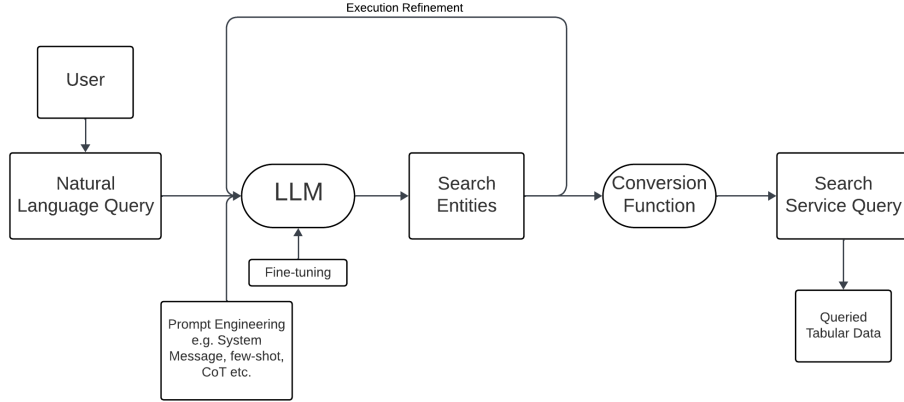 Execution Refinement
User
Natural
Language Query
LLM
Search
Entities
Conversion
Function
Search
Service Query
Fine-tuning
Prompt Engineering
e.g. System
Message, few-shot,
CoT etc.
Queried
Tabular Data